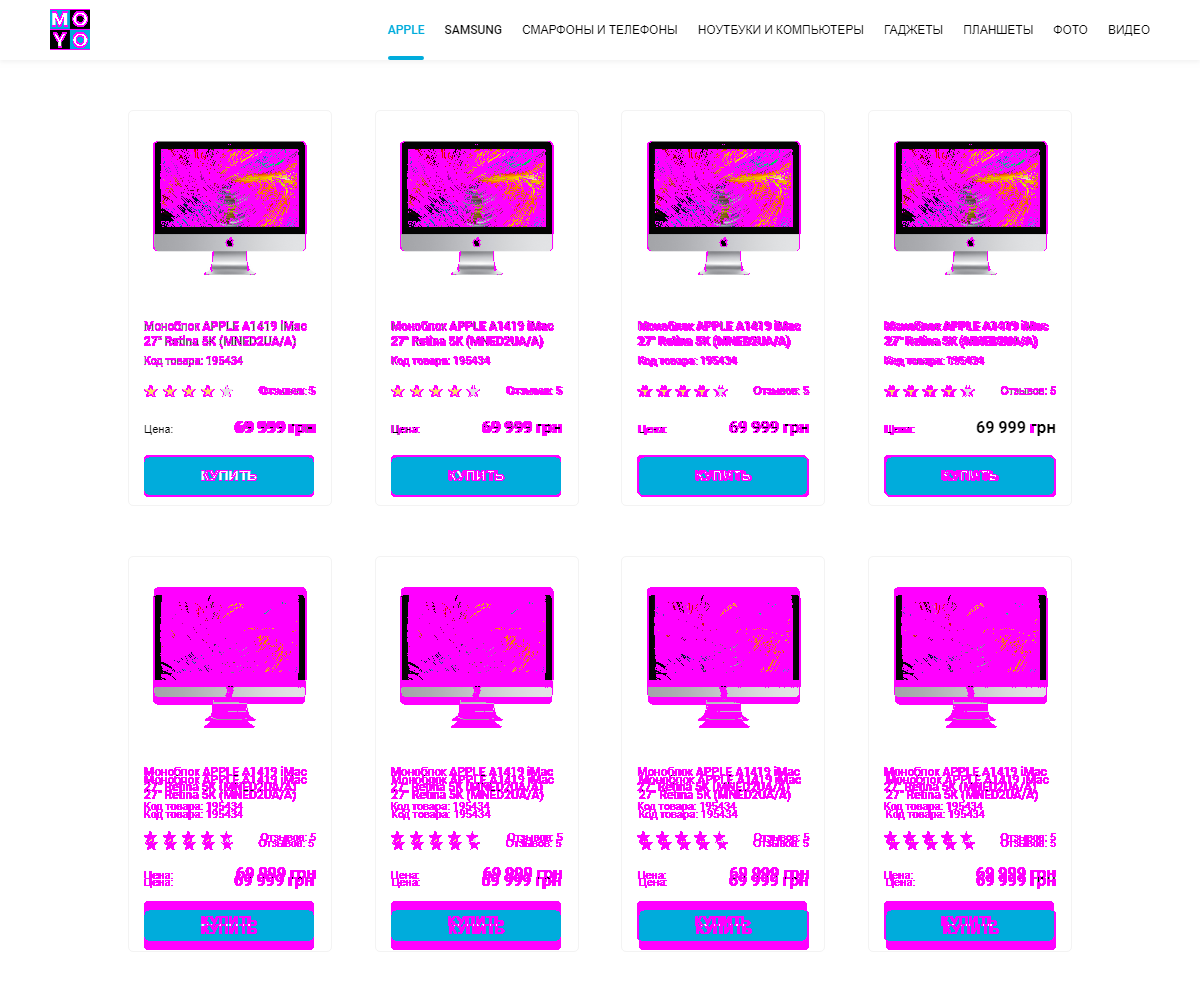 MO
YO
APPLE SAMSUNG СМАРФОНЫ И ТЕЛЕФОНЫ НОУТБУКИ И КОМПЬЮТЕРЫ ГАДЖЕТЫ ПЛАНШЕТЫ ФОТО ВИДЕО
Моноблок APPLE A1419 iMac
27" Retina 5K (MNED2UA/A)
Код товара: 195434
Отзывов: 5
Цена: 69 999 грн
КУПИТЬ
Моноблок APPLE A1419 iMac
27" Retina 5K (MNED2UA/A)
Код товара: 195434
Отзывов: 5
Цена: 69 999 грн
КУПИТЬ
Моноблок APPLE A1419 iMac
27" Retina 5K (MNED2UA/A)
Код товара: 195434
Отзывов: 5
Цена: 69 999 грн
КУПИТЬ
Моноблок APPLE A1419 iMac
27" Retina 5K (MNED2UA/A)
Код товара: 195434
Отзывов: 5
Цена: 69 999 грн
КУПИТЬ
Моноблок APPLE A1419 iMac
27" Retina 5K (MNED2UA/A)
Код товара: 195434
Отзывов: 5
Цена: 69 999 грн
КУПИТЬ
Моноблок APPLE A1419 iMac
27" Retina 5K (MNED2UA/A)
Код товара: 195434
Отзывов: 5
Цена: 69 999 грн
КУПИТЬ
Моноблок APPLE A1419 iMac
27" Retina 5K (MNED2UA/A)
Код товара: 195434
Отзывов: 5
Цена: 69 999 грн
КУПИТЬ
Моноблок APPLE A1419 iMac
27" Retina 5K (MNED2UA/A)
Код товара: 195434
Отзывов: 5
Цена: 69 999 грн
КУПИТЬ